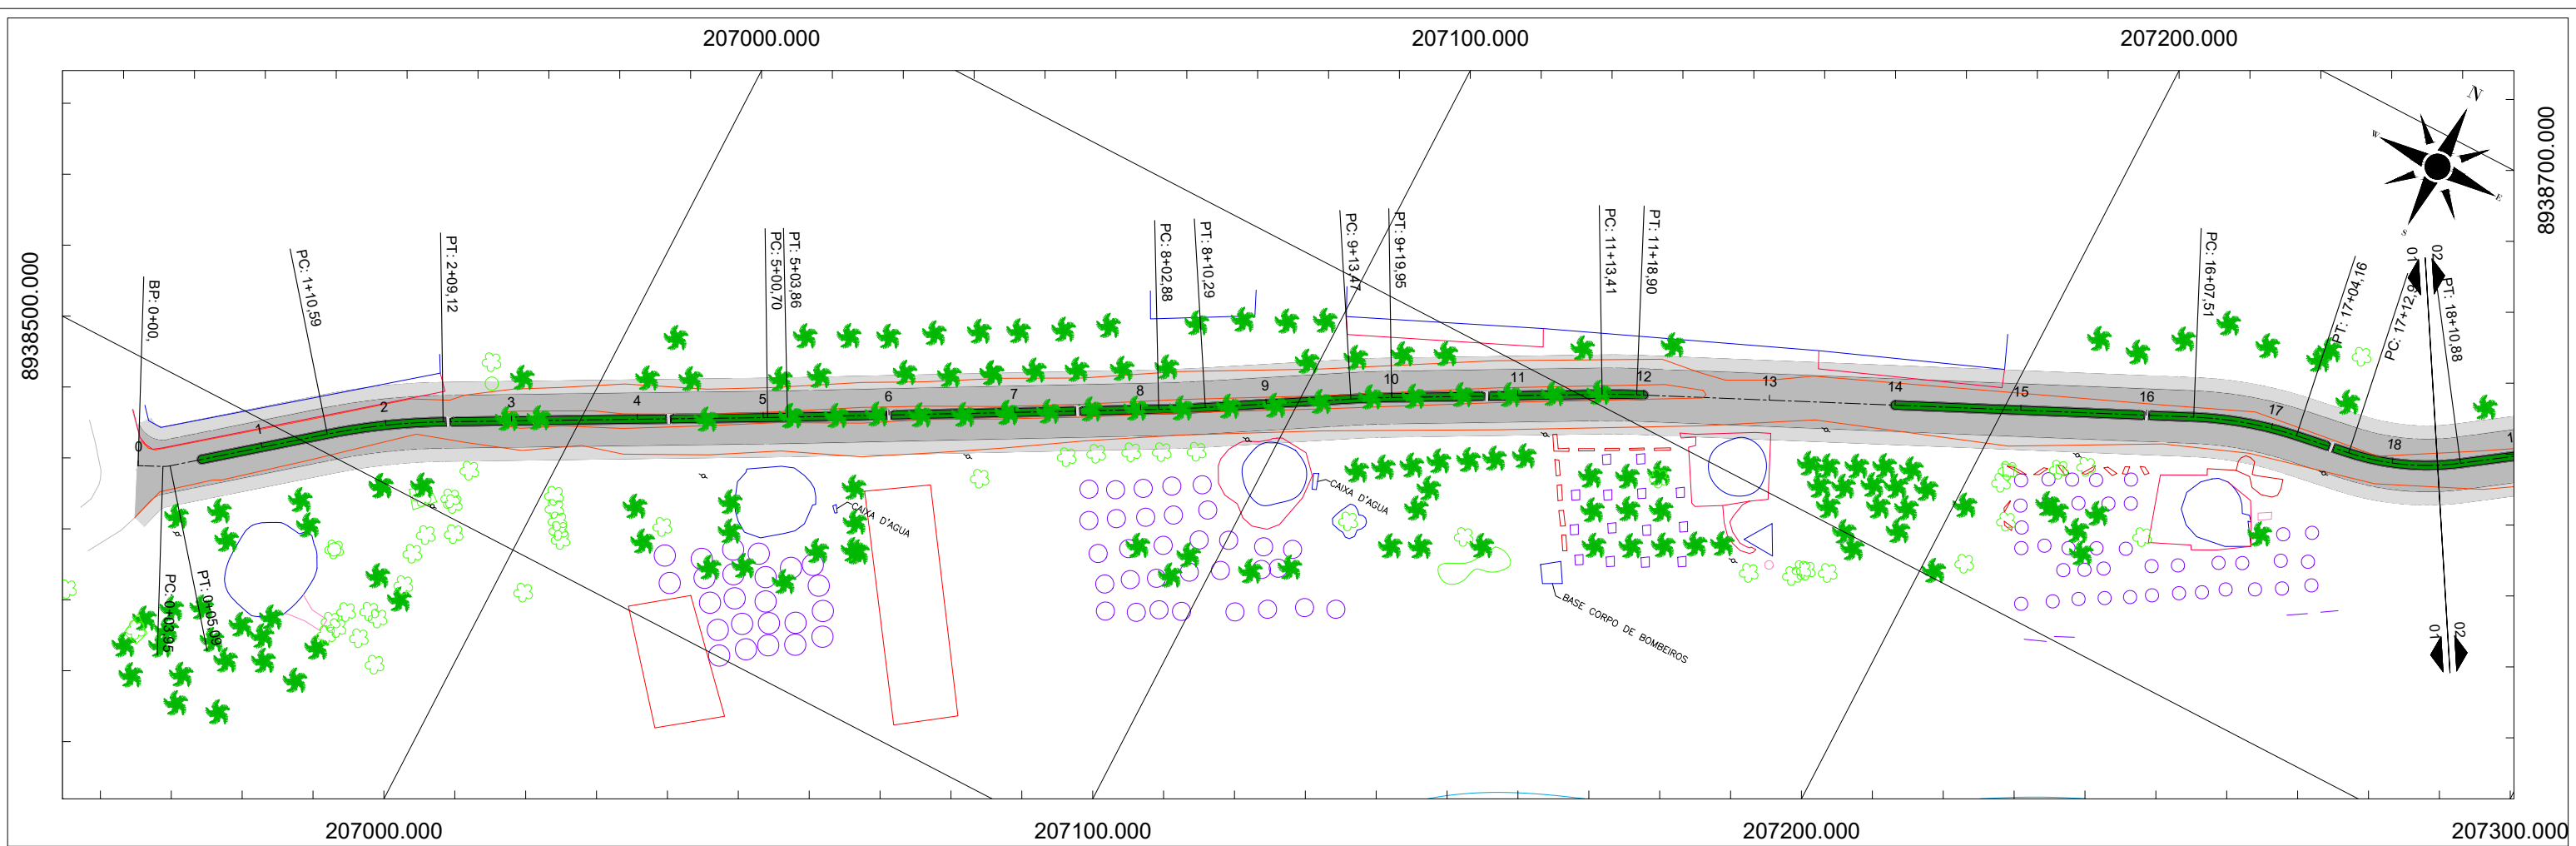 207000.000
207100.000
207200.000
8938500.000
8938700.000
N
W
E
S
BP: 0+00,
PC: 1+10,59
PT: 2+09,12
PC: 5+00,70
PT: 5+03,86
PC: 8+02,88
PT: 8+10,29
PC: 9+13,47
PT: 9+19,95
PC: 11+13,41
PT: 11+18,90
PC: 16+07,51
PT: 17+04,16
PC: 17+12,9
01
02
PT: 18+10,88
0
1
2
3
4
5
6
7
8
9
10
11
12
13
14
15
16
17
18
1
CAIXA D'AGUA
CAIXA D'AGUA
BASE CORPO DE BOMBEIROS
PC: 0+03,95
PT: 0+05,09
01
02
207000.000
207100.000
207200.000
207300.000